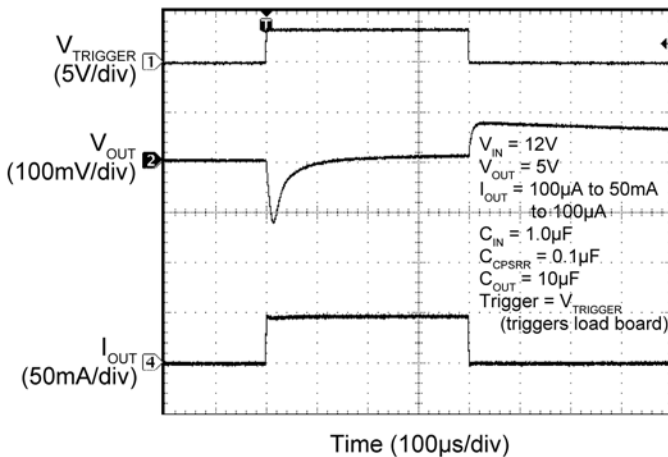 T
V_TRIGGER
(5V/div)
1
V_OUT
(100mV/div)
2
V_IN = 12V
V_OUT = 5V
I_OUT = 100µA to 50mA
to 100µA
C_IN = 1.0µF
C_CPSRR = 0.1µF
C_OUT = 10µF
Trigger = V_TRIGGER
(triggers load board)
I_OUT
(50mA/div)
4
Time (100µs/div)